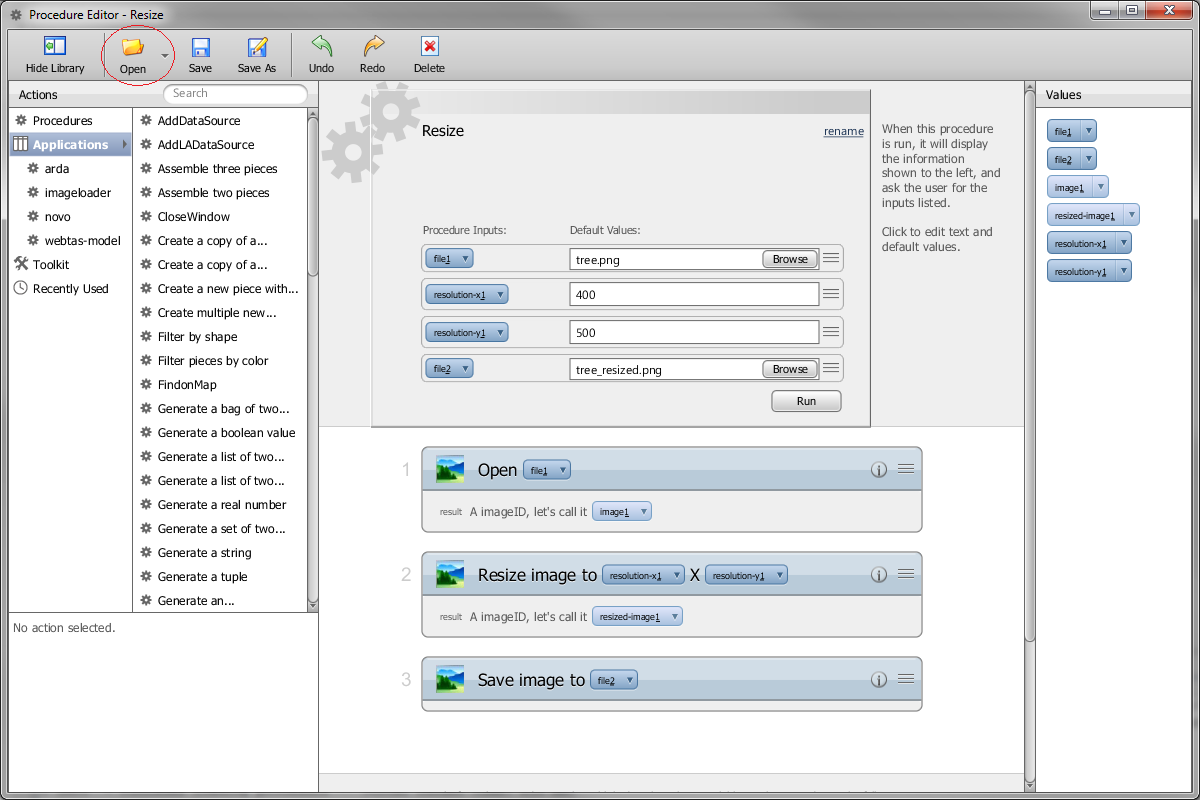 Procedure Editor - Resize
Hide Library
Open
Save
Save As
Undo
Redo
Delete
Actions
Search
Procedures
Applications
arda
imageloader
novo
webtas-model
Toolkit
Recently Used
AddDataSource
AddLADataSource
Assemble three pieces
Assemble two pieces
CloseWindow
Create a copy of a...
Create a copy of a...
Create a new piece with...
Create multiple new...
Filter by shape
Filter pieces by color
FindonMap
Generate a bag of two...
Generate a boolean value
Generate a list of two...
Generate a list of two...
Generate a real number
Generate a set of two...
Generate a string
Generate a tuple
Generate an...
No action selected.
Resize
rename
Procedure Inputs:
Default Values:
file1
tree.png
Browse
resolution-x1
400
resolution-y1
500
file2
tree_resized.png
Browse
Run
When this procedure
is run, it will display
the information
shown to the left, and
ask the user for the
inputs listed.
Click to edit text and
default values.
1
Open file1
result A imageID, let's call it image1
2
Resize image to resolution-x1 X resolution-y1
result A imageID, let's call it resized-image1
3
Save image to file2
Values
file1
file2
image1
resized-image1
resolution-x1
resolution-y1